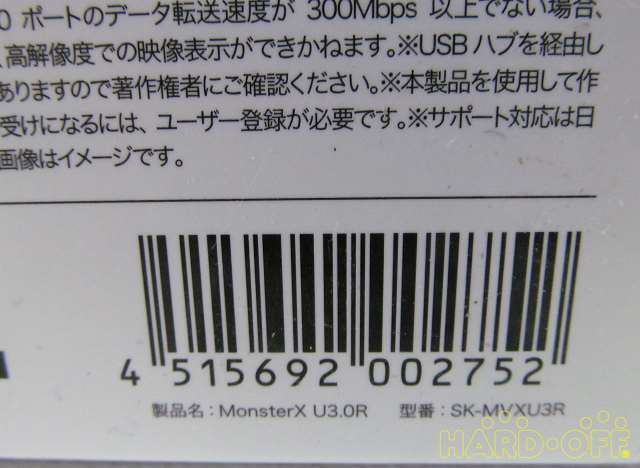 0 ポートのデータ転送速度が 300Mbps 以上でない場合、
高解像度での映像表示ができかねます。※USB ハブを経由し
ありますので著作権者にご確認ください。※本製品を使用して作
受けになるには、ユーザー登録が必要です。※サポート対応は日
画像はイメージです。
4 515692 002752
製品名:MonsterX U3.0R 型番:SK-MVXU3R
HARD-OFF